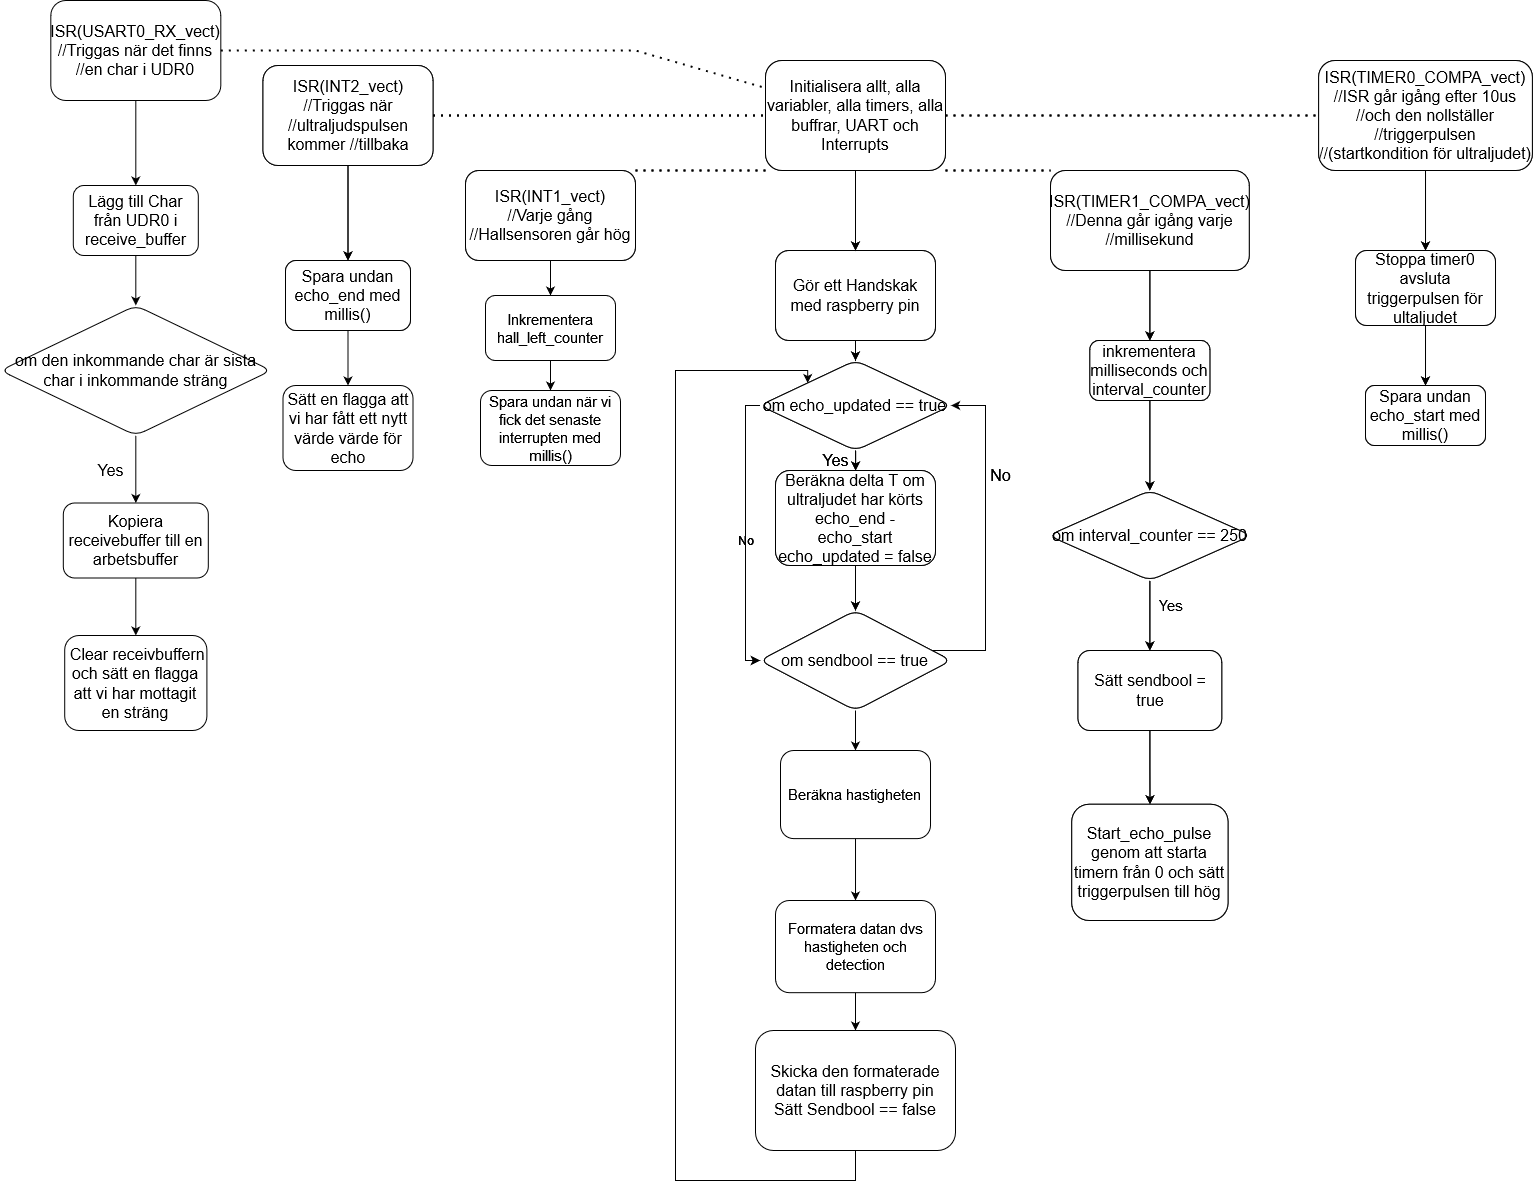 ISR(USART0_RX_vect)
//Triggas när det finns
//en char i UDR0
Lägg till Char
från UDR0 i
receive_buffer
om den inkommande char är sista
char i inkommande sträng
Yes
Kopiera
receivebuffer till en
arbetsbuffer
Clear receivbuffern
och sätt en flagga
att vi har mottagit
en sträng
ISR(INT2_vect)
//Triggas när
//ultraljudspulsen
kommer //tillbaka
Spara undan
echo_end med
millis()
Sätt en flagga att
vi har fått ett nytt
värde värde för
echo
ISR(INT1_vect)
//Varje gång
//Hallsensoren går hög
Inkrementera
hall_left_counter
Spara undan när vi
fick det senaste
interrupten med
millis()
Initialisera allt, alla
variabler, alla timers, alla
buffrar, UART och
Interrupts
Gör ett Handskak
med raspberry pin
om echo_updated == true
Yes
No
No
Beräkna delta T om
ultraljudet har körts
echo_end -
echo_start
echo_updated = false
om sendbool == true
Beräkna hastigheten
Formatera datan dvs
hastigheten och
detection
Skicka den formaterade
datan till raspberry pin
Sätt Sendbool == false
ISR(TIMER1_COMPA_vect)
//Denna går igång varje
//millisekund
inkrementera
milliseconds och
interval_counter
om interval_counter == 250
Yes
Sätt sendbool =
true
Start_echo_pulse
genom att starta
timern från 0 och sätt
triggerpulsen till hög
ISR(TIMER0_COMPA_vect)
//ISR går igång efter 10us
//och den nollställer
//triggerpulsen
//(startkondition för ultraljudet)
Stoppa timer0
avsluta
triggerpulsen för
ultaljudet
Spara undan
echo_start med
millis()